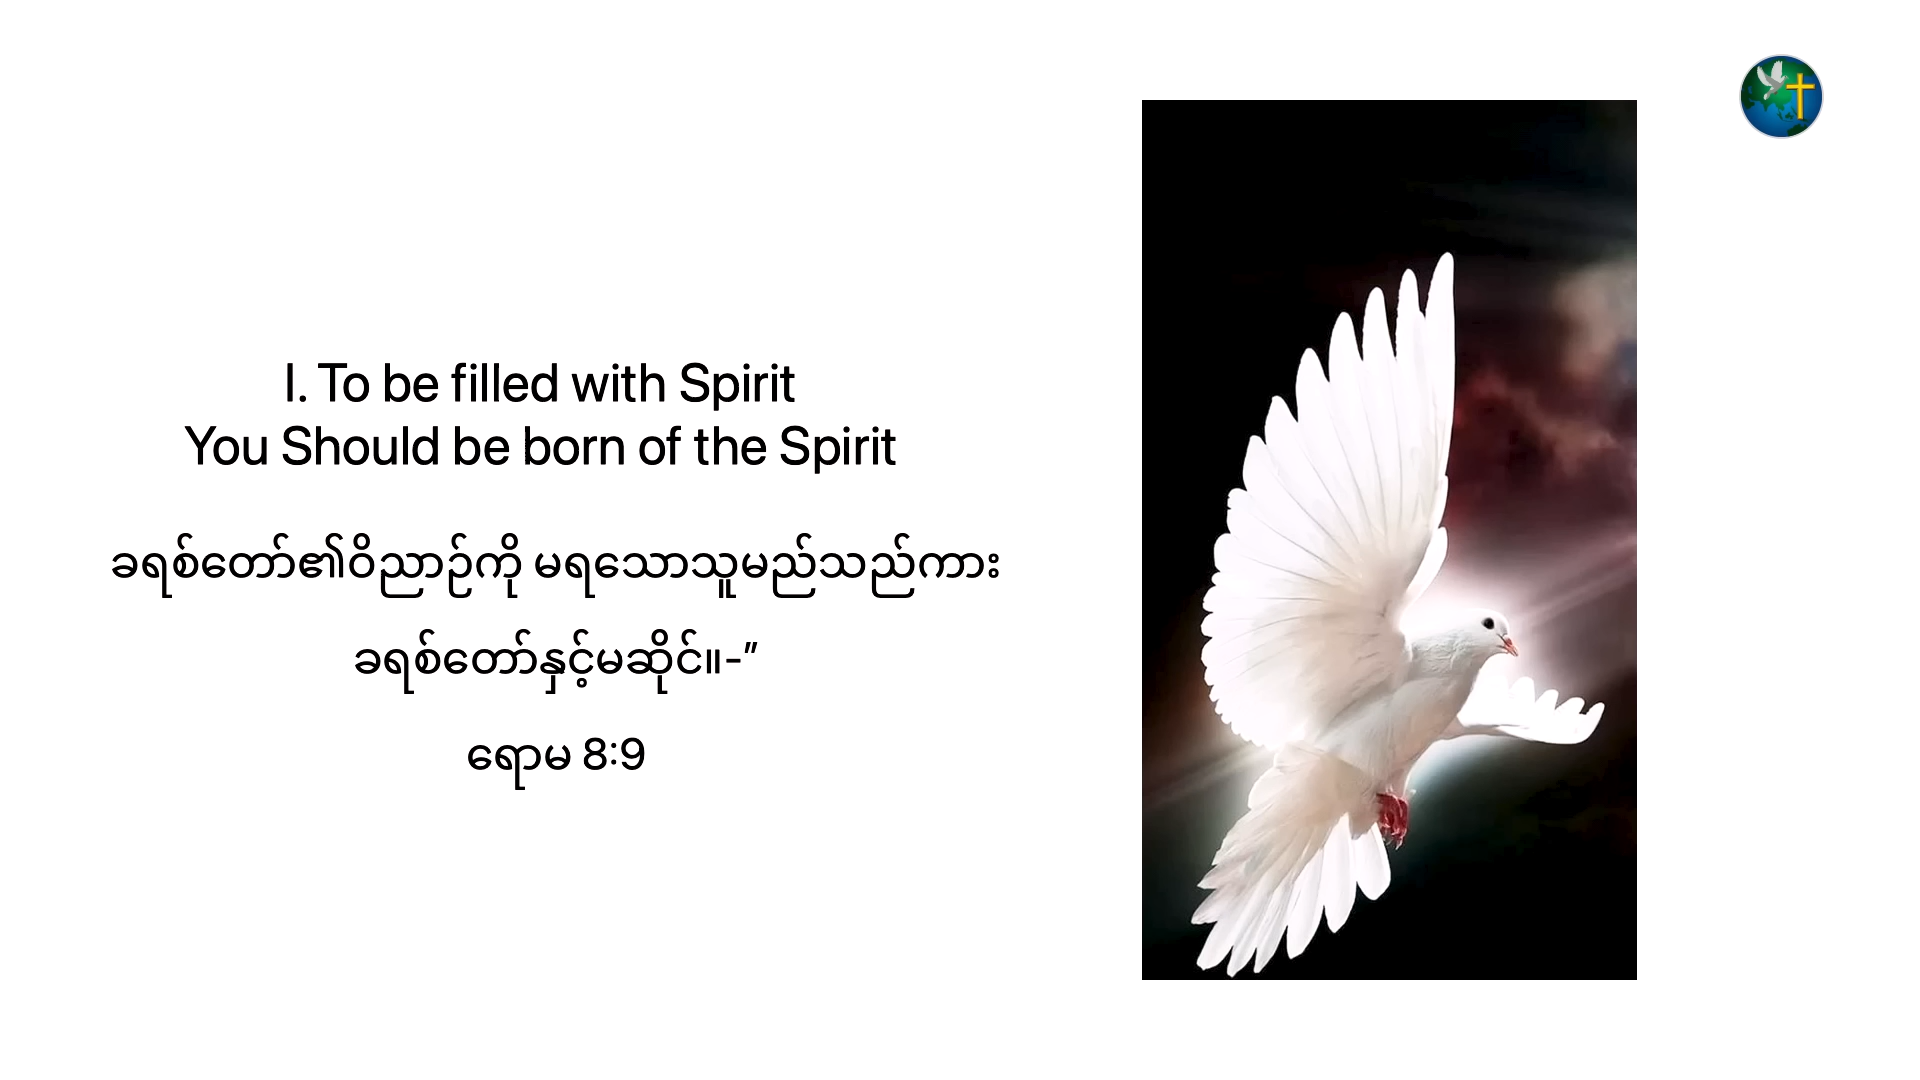 I. To be filled with Spirit
You Should be born of the Spirit
ခရစ်တော်၏ဝိညာဉ်ကို မရသောသူမည်သည်ကား
ခရစ်တော်နှင့်မဆိုင်။-”
ရောမ 8:9